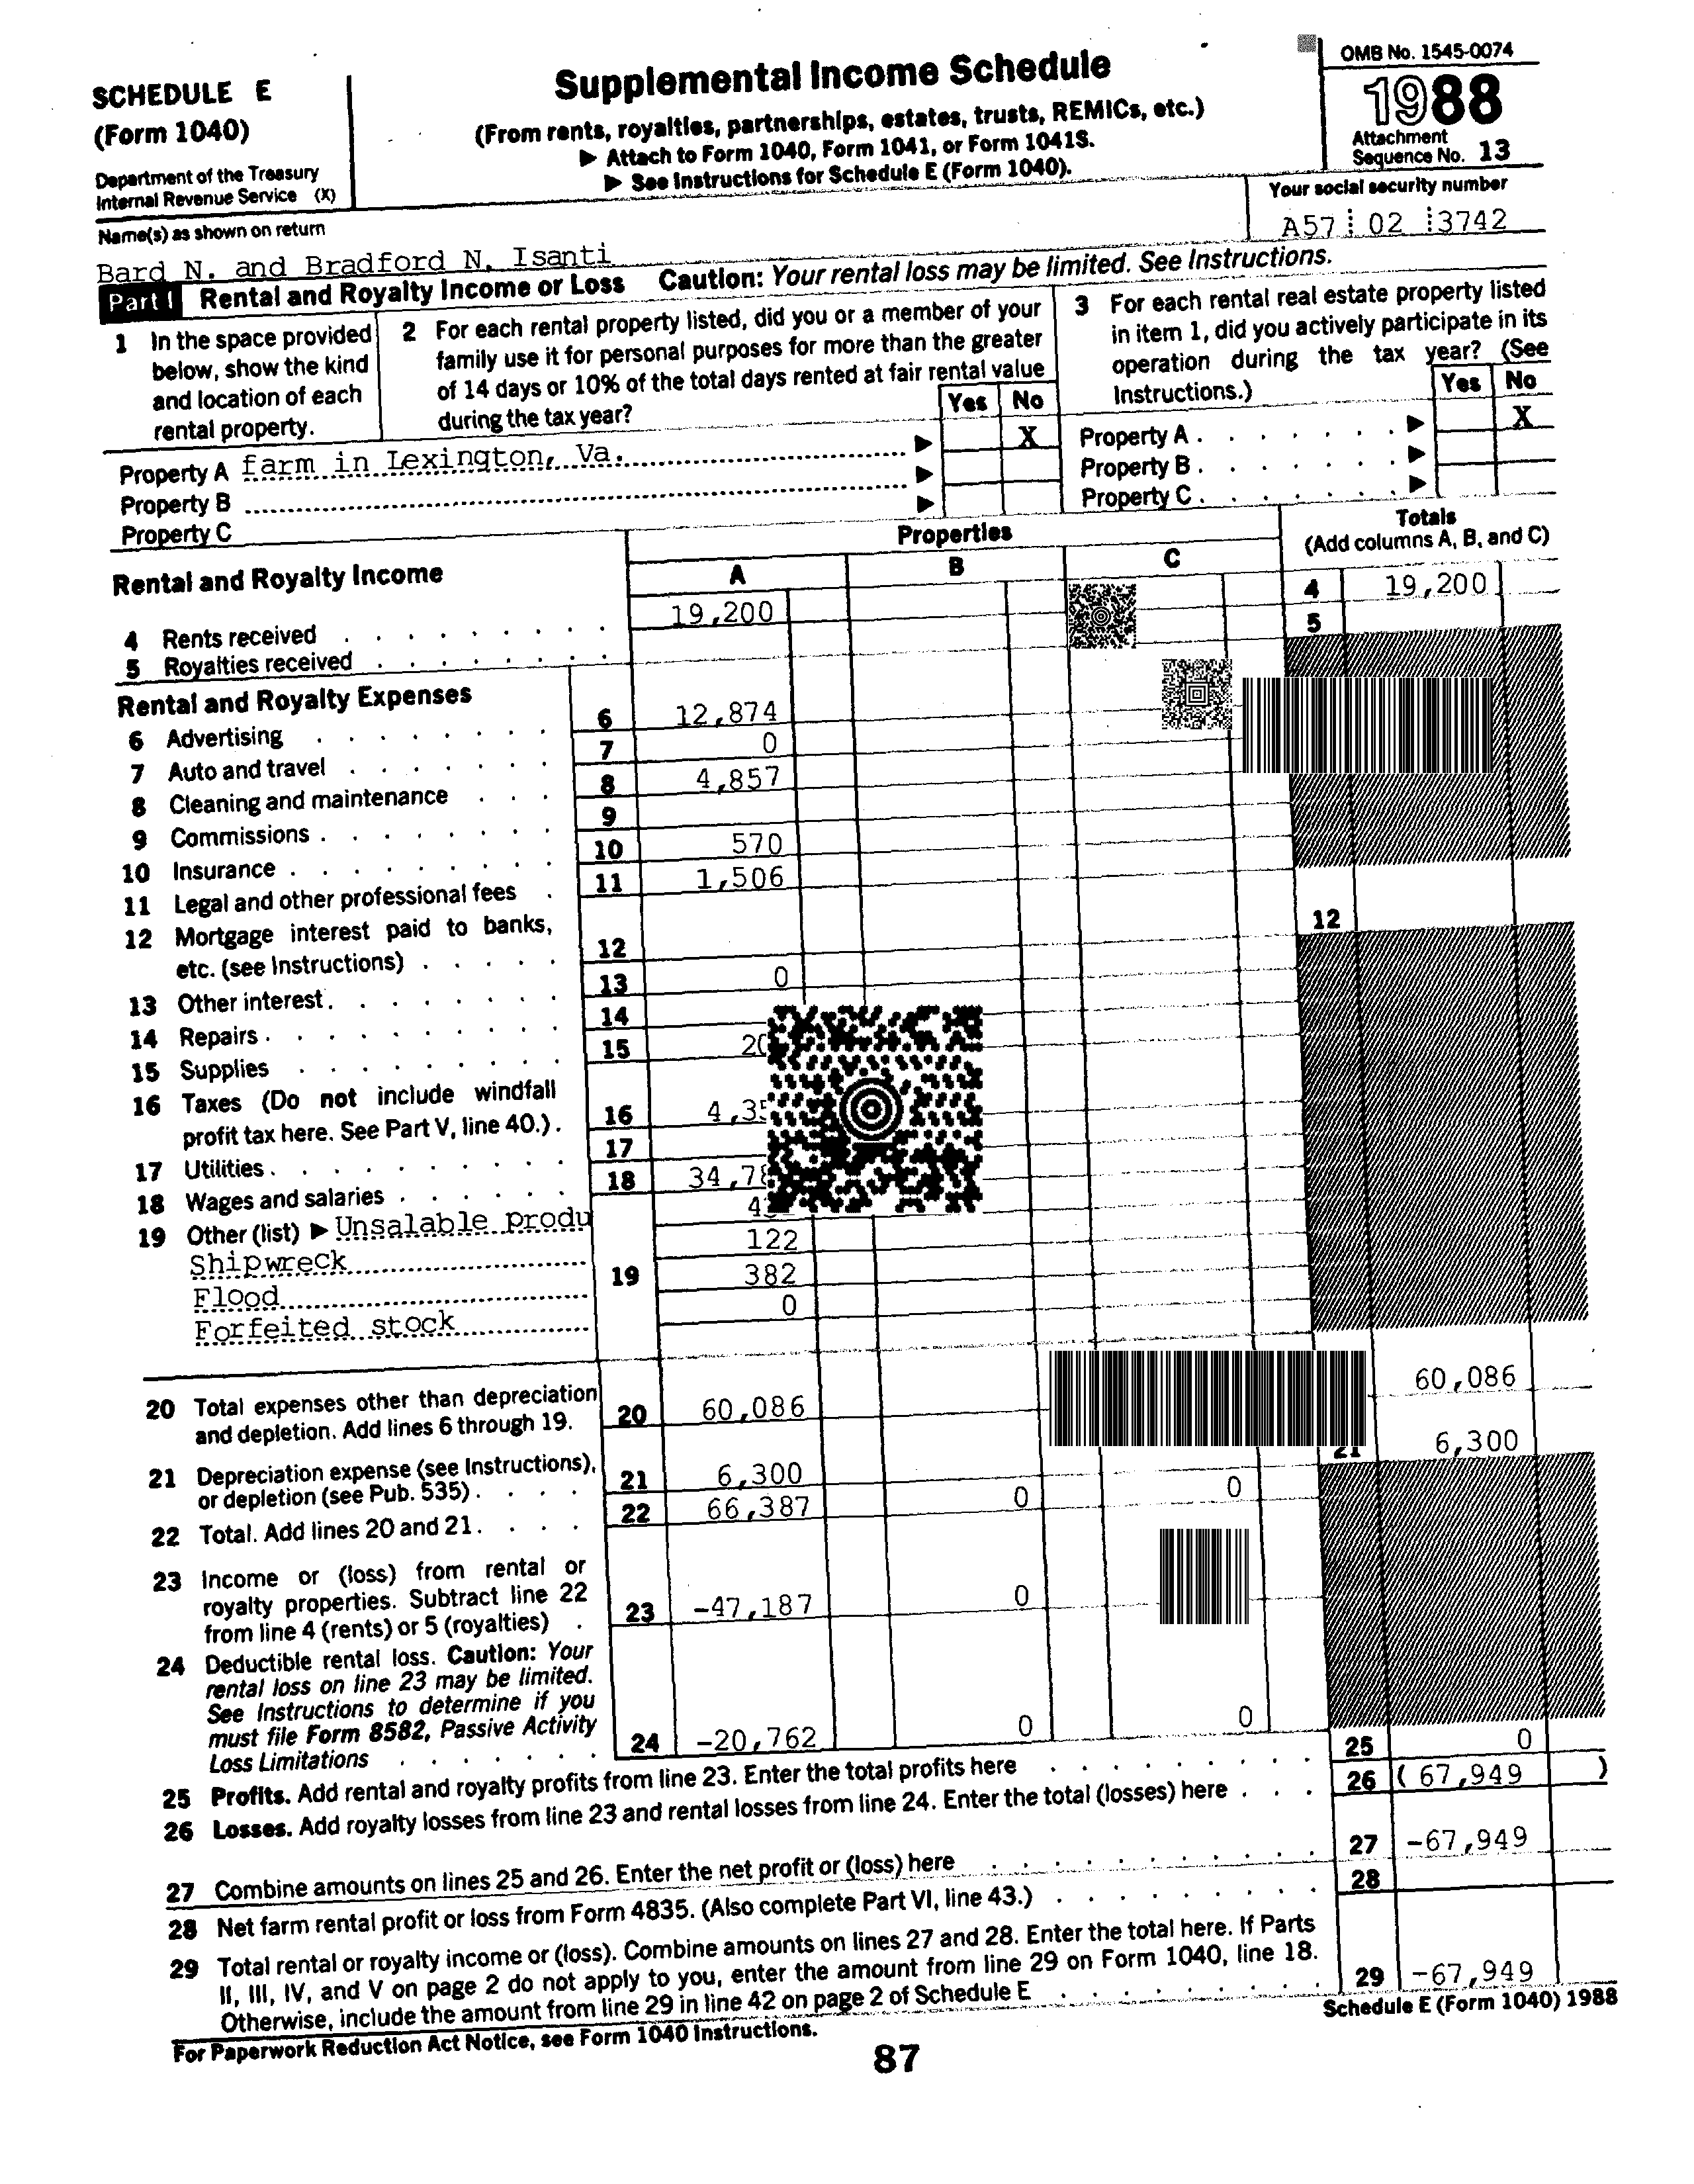 SCHEDULE E
(Form 1040)
Department of the Treasury
Internal Revenue Service (X)
Supplemental Income Schedule
(From rents, royalties, partnerships, estates, trusts, REMICs, etc.)
▶ Attach to Form 1040, Form 1041, or Form 1041S.
▶ See Instructions for Schedule E (Form 1040).
OMB No. 1545-0074
1988
Attachment
Sequence No. 13
Name(s) as shown on return
Bard N. and Bradford N. Isanti
Your social security number
A57 02 3742
Part I Rental and Royalty Income or Loss Caution: Your rental loss may be limited. See Instructions.
1 In the space provided
below, show the kind
and location of each
rental property.
2 For each rental property listed, did you or a member of your
family use it for personal purposes for more than the greater
of 14 days or 10% of the total days rented at fair rental value
during the tax year?
Yes No
X
3 For each rental real estate property listed
in item 1, did you actively participate in its
operation during the tax year? (See
Instructions.)
Yes No
Property A . . . . . . . ▶ X
Property B . . . . . . . ▶
Property C . . . . . . . ▶
Property A farm in Lexington, Va. ▶
Property B ▶
Property C ▶
Properties
Totals
(Add columns A, B, and C)
Rental and Royalty Income
A B C
4 Rents received . . . . . . . . . 19,200 4 19,200
5 Royalties received . . . . . . . . 5
Rental and Royalty Expenses
6 Advertising . . . . . . . . 6 12,874
7 Auto and travel . . . . . . . 7 0
8 Cleaning and maintenance . . . 8 4,857
9 Commissions . . . . . . . . 9
10 Insurance . . . . . . . . . 10 570
11 Legal and other professional fees . 11 1,506
12 Mortgage interest paid to banks,
etc. (see Instructions) . . . . . 12 12
13 Other interest . . . . . . . . 13 0
14 Repairs . . . . . . . . . . 14
15 Supplies . . . . . . . . . 15
16 Taxes (Do not include windfall
profit tax here. See Part V, line 40.) . 16
17 Utilities . . . . . . . . . . 17
18 Wages and salaries . . . . . . 18
19 Other (list) ▶ Unsalable produ
Shipwreck 122
Flood 19 382
Forfeited stock 0
20 Total expenses other than depreciation
and depletion. Add lines 6 through 19. 20 60,086 60,086
21 Depreciation expense (see Instructions),
or depletion (see Pub. 535) . . . . 21 6,300 21 6,300
22 Total. Add lines 20 and 21 . . . . 22 66,387 0 0
23 Income or (loss) from rental or
royalty properties. Subtract line 22
from line 4 (rents) or 5 (royalties) . 23 -47,187 0
24 Deductible rental loss. Caution: Your
rental loss on line 23 may be limited.
See Instructions to determine if you
must file Form 8582, Passive Activity
Loss Limitations . . . . . . . 24 -20,762 0 0
25 Profits. Add rental and royalty profits from line 23. Enter the total profits here . . . . . . . 25 0
26 Losses. Add royalty losses from line 23 and rental losses from line 24. Enter the total (losses) here . . . 26 ( 67,949 )
27 Combine amounts on lines 25 and 26. Enter the net profit or (loss) here . . . . . . . . . . 27 -67,949
28 Net farm rental profit or loss from Form 4835. (Also complete Part VI, line 43.) . . . . . . . . 28
29 Total rental or royalty income or (loss). Combine amounts on lines 27 and 28. Enter the total here. If Parts
II, III, IV, and V on page 2 do not apply to you, enter the amount from line 29 on Form 1040, line 18.
Otherwise, include the amount from line 29 in line 42 on page 2 of Schedule E . . . . . . . . 29 -67,949
For Paperwork Reduction Act Notice, see Form 1040 Instructions.
Schedule E (Form 1040) 1988
87